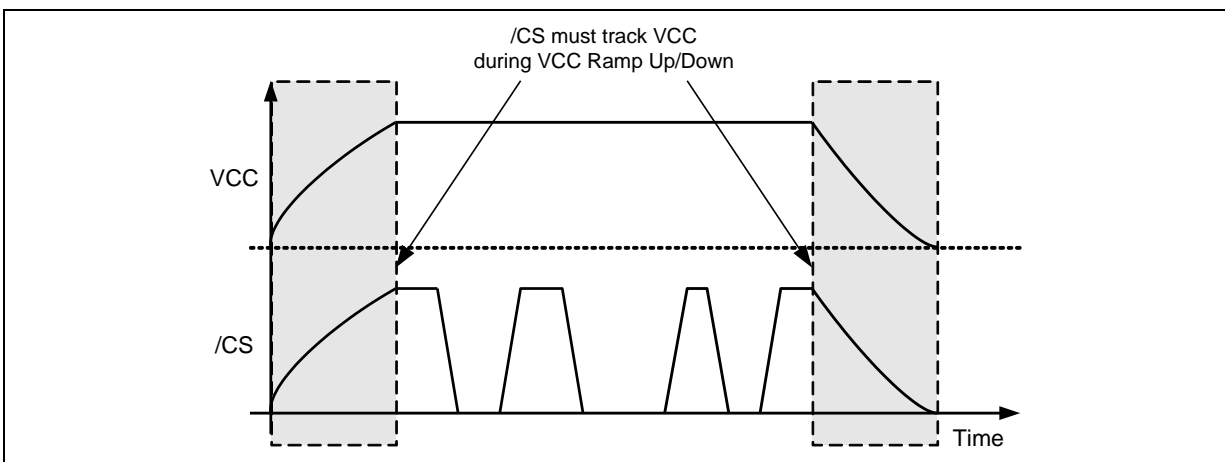 /CS must track VCC
during VCC Ramp Up/Down
VCC
/CS
Time